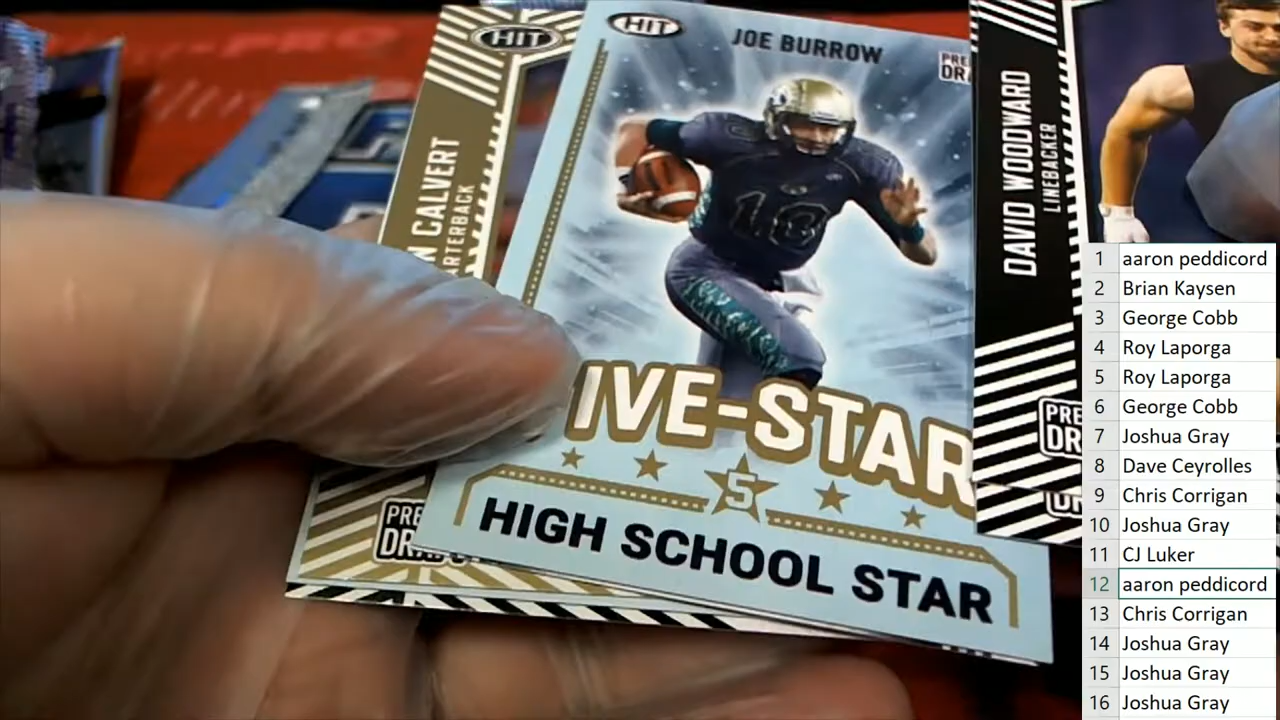 HIT
N CALVERT
ARTERBACK
PRE
DRAF
HIT
JOE BURROW
PRE
DRA
IVE-STAR
5
HIGH SCHOOL STAR
DAVID WOODWARD
LINEBACKER
PRE
DR
1 aaron peddicord
2 Brian Kaysen
3 George Cobb
4 Roy Laporga
5 Roy Laporga
6 George Cobb
7 Joshua Gray
8 Dave Ceyrolles
9 Chris Corrigan
10 Joshua Gray
11 CJ Luker
12 aaron peddicord
13 Chris Corrigan
14 Joshua Gray
15 Joshua Gray
16 Joshua Gray